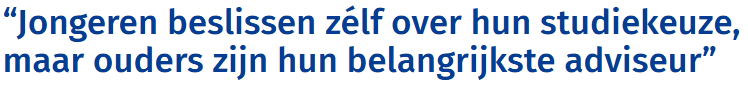 “Jongeren beslissen zélf over hun studiekeuze,
maar ouders zijn hun belangrijkste adviseur”